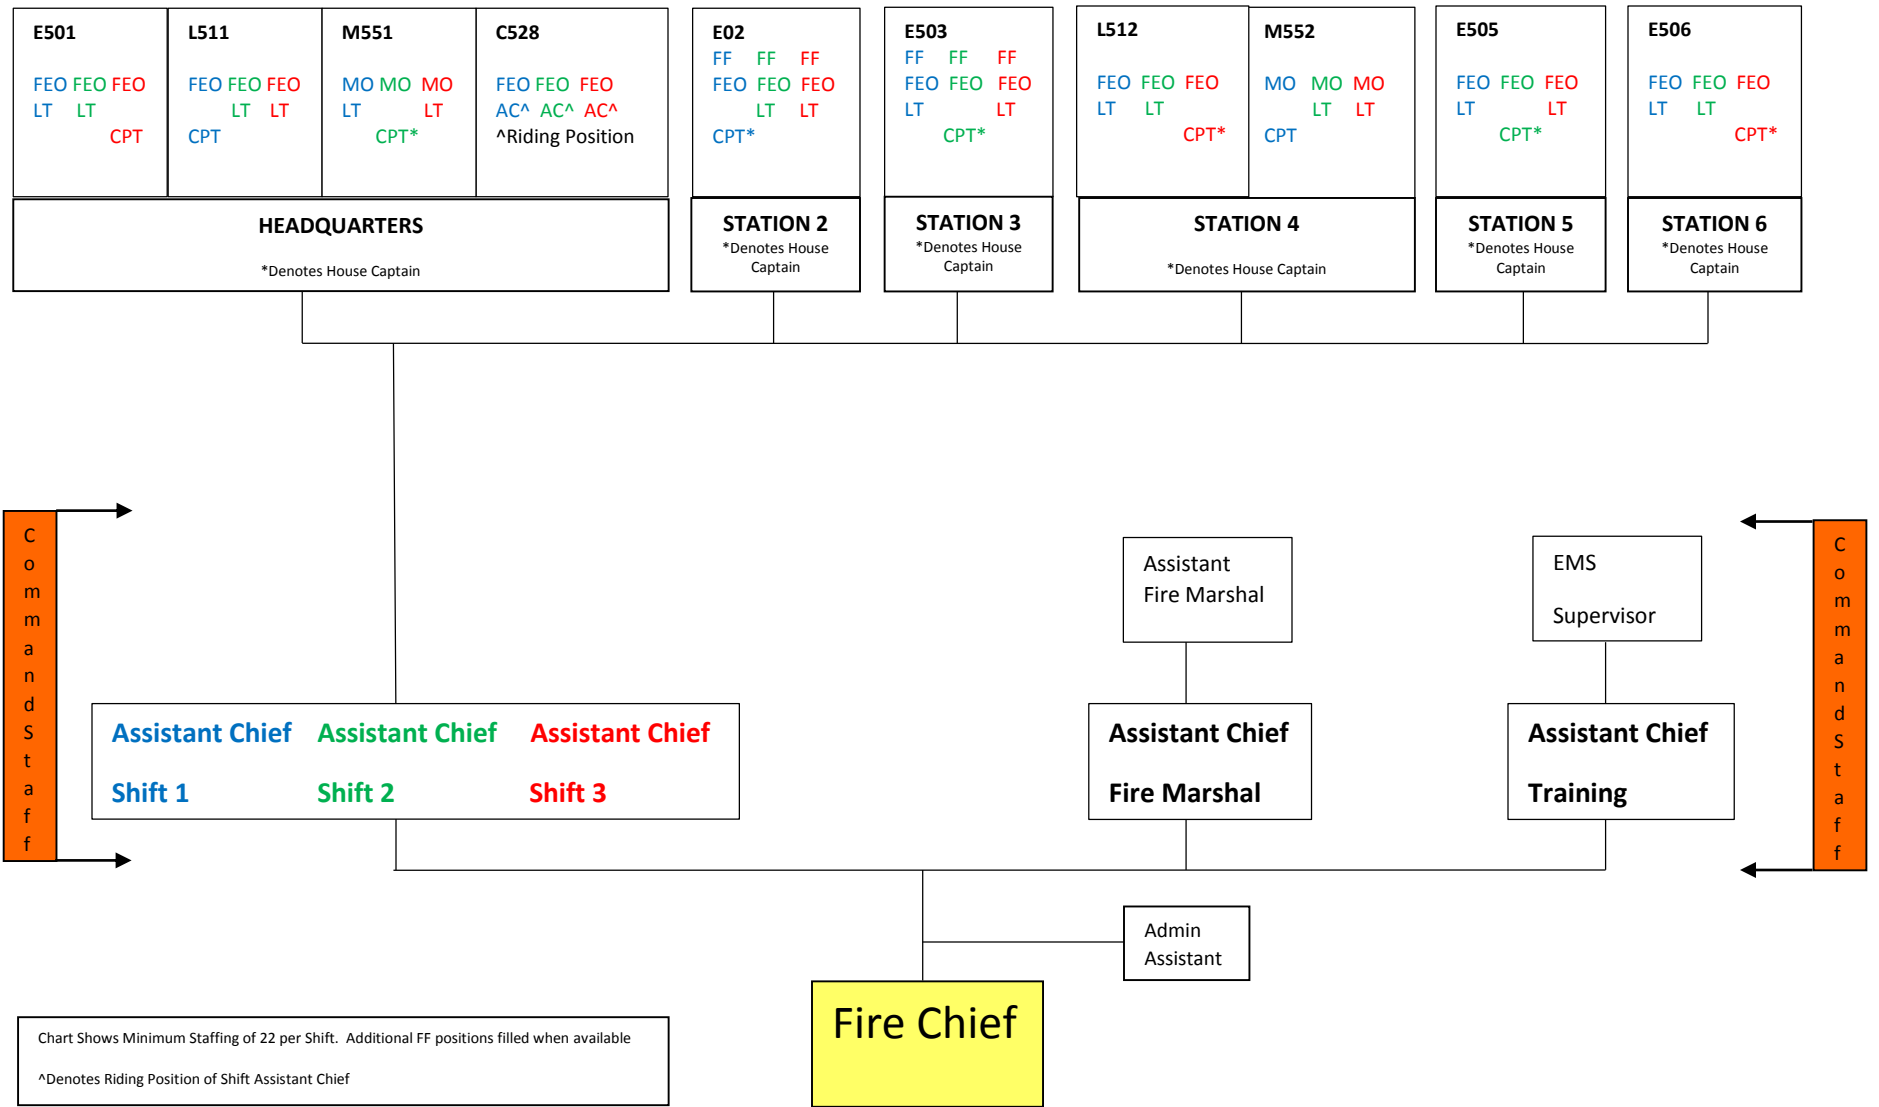 E501
FEO FEO FEO
LT LT
CPT
L511
FEO FEO FEO
LT LT
CPT
M551
MO MO MO
LT LT
CPT*
C528
FEO FEO FEO
AC^ AC^ AC^
^Riding Position
HEADQUARTERS
*Denotes House Captain
E02
FF FF FF
FEO FEO FEO
LT LT
CPT*
STATION 2
*Denotes House
Captain
E503
FF FF FF
FEO FEO FEO
LT LT
CPT*
STATION 3
*Denotes House
Captain
L512
FEO FEO FEO
LT LT
CPT*
M552
MO MO MO
LT LT
CPT
STATION 4
*Denotes House Captain
E505
FEO FEO FEO
LT LT
CPT*
STATION 5
*Denotes House
Captain
E506
FEO FEO FEO
LT LT
CPT*
STATION 6
*Denotes House
Captain
C
o
m
m
a
n
d
S
t
a
f
f
Assistant
Fire Marshal
EMS
Supervisor
C
o
m
m
a
n
d
S
t
a
f
f
Assistant Chief Assistant Chief Assistant Chief
Shift 1 Shift 2 Shift 3
Assistant Chief
Fire Marshal
Assistant Chief
Training
Admin
Assistant
Fire Chief
Chart Shows Minimum Staffing of 22 per Shift. Additional FF positions filled when available
^Denotes Riding Position of Shift Assistant Chief